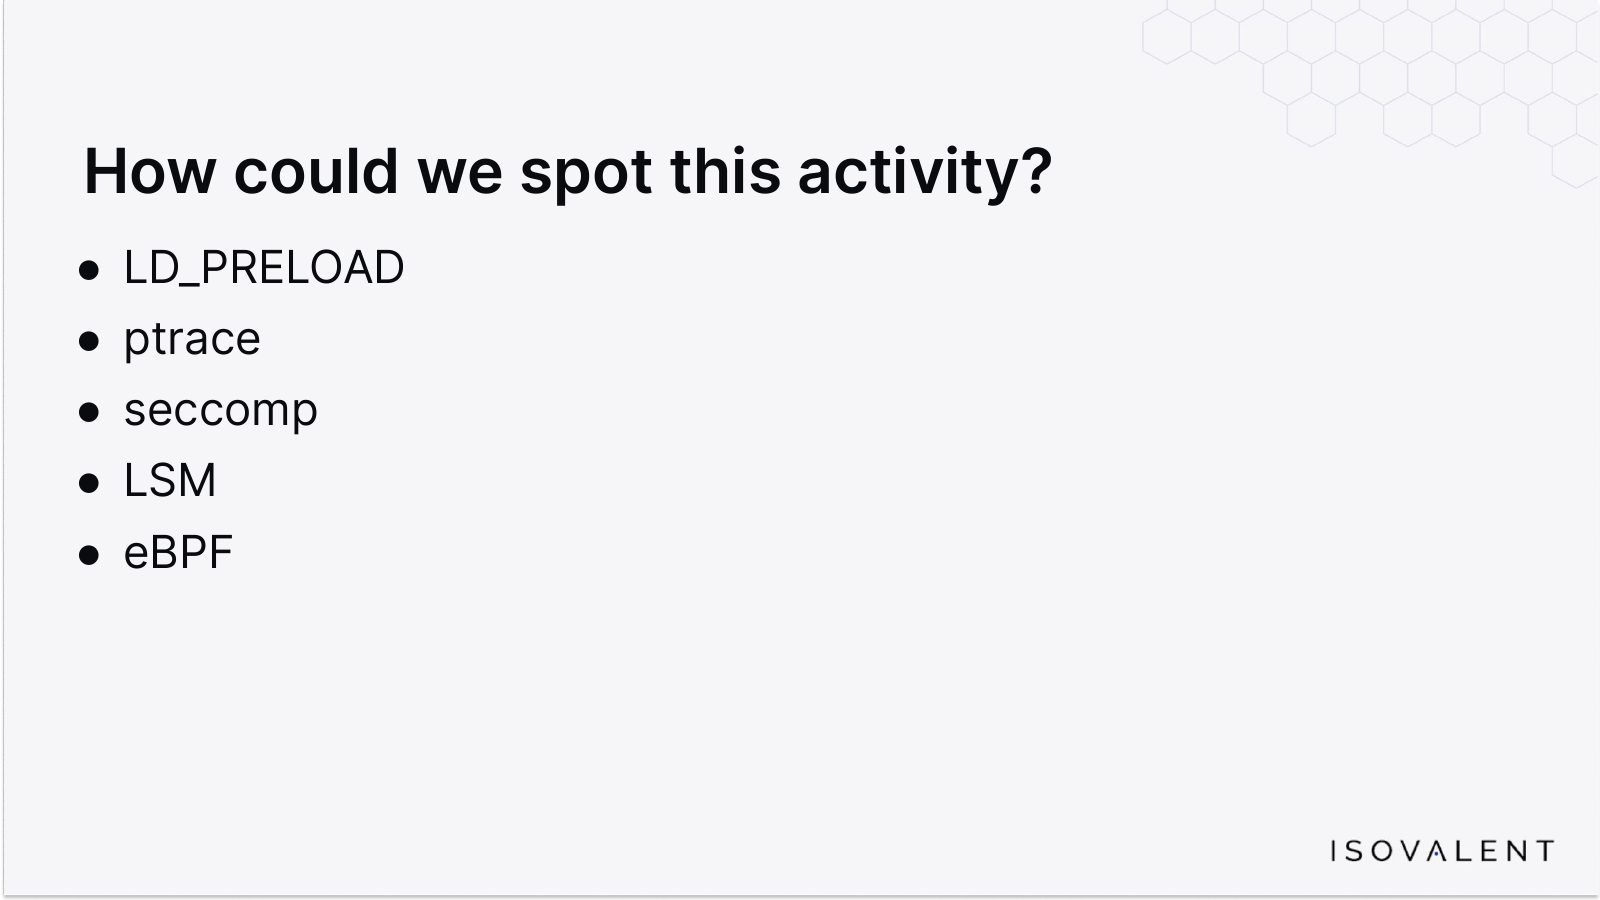 How could we spot this activity?
● LD_PRELOAD
● ptrace
● seccomp
● LSM
● eBPF
ISOVALENT